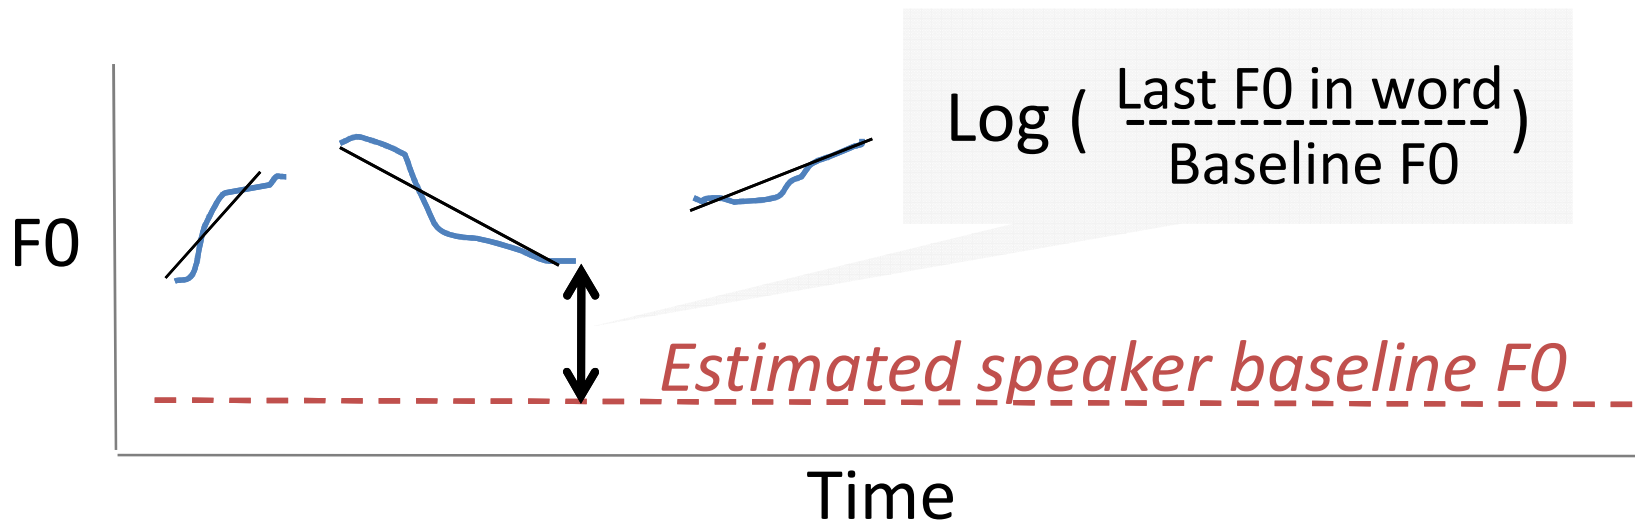 Log ( Last F0 in word
---------------- )
Baseline F0
F0
Estimated speaker baseline F0
Time